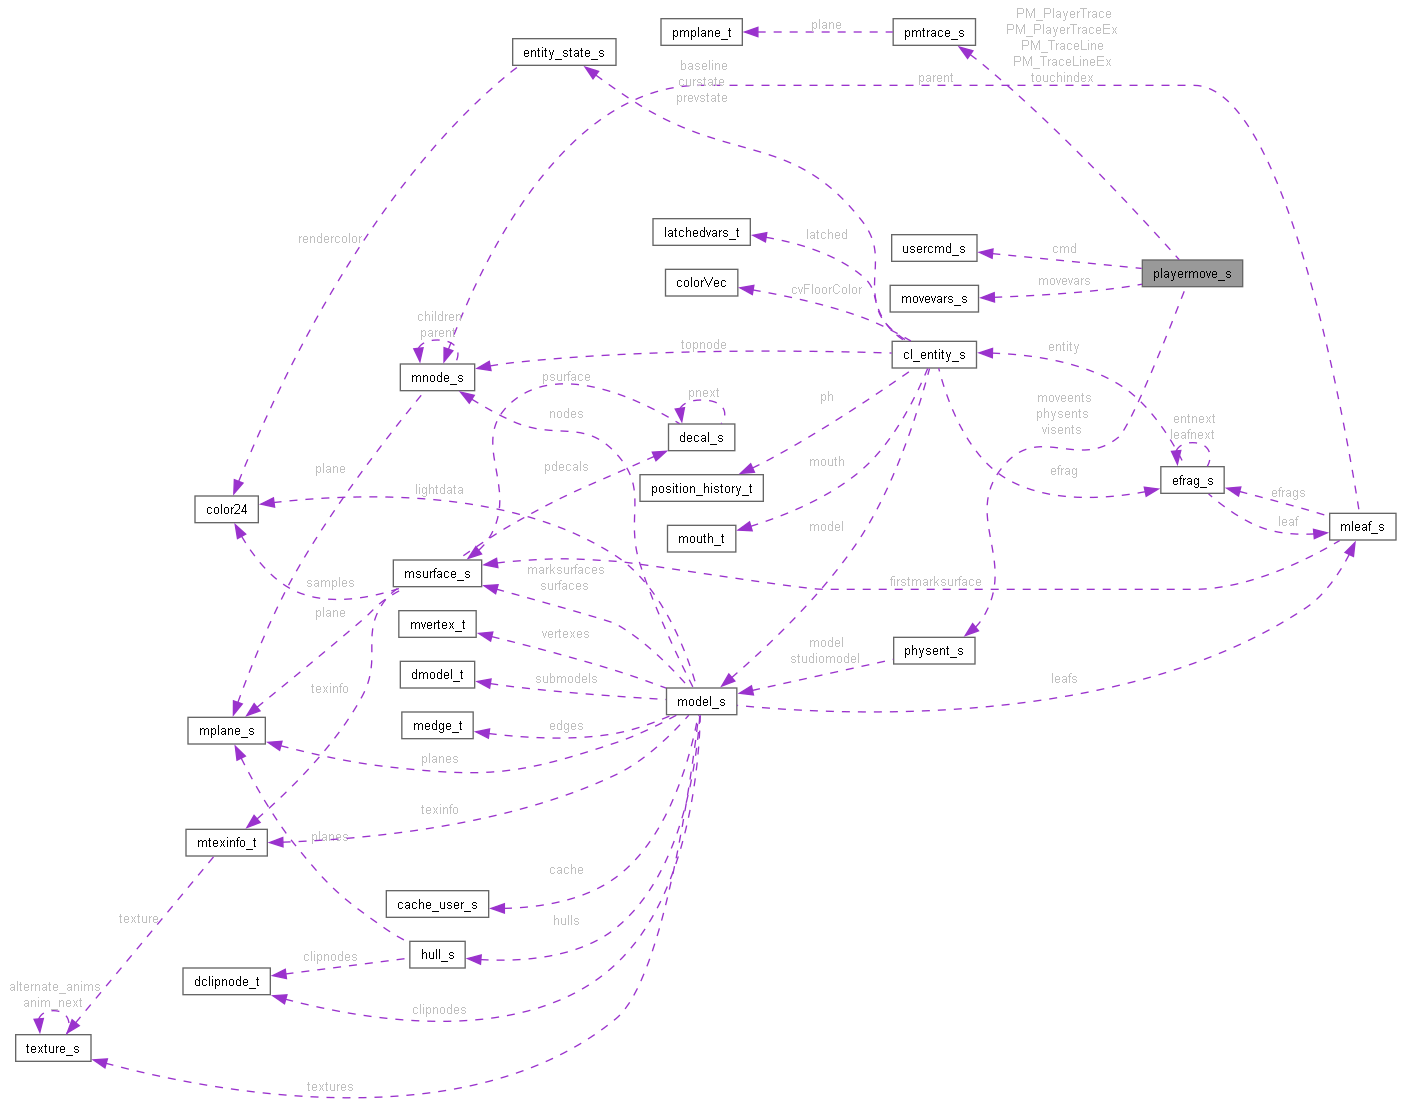 PM_PlayerTrace
PM_PlayerTraceEx
PM_TraceLine
PM_TraceLineEx
touchindex
plane
pmplane_t
pmtrace_s
entity_state_s
baseline
curstate
prevstate
parent
rendercolor
latchedvars_t
latched
usercmd_s
cmd
playermove_s
colorVec
cvFloorColor
movevars_s
movevars
children
parent
mnode_s
topnode
cl_entity_s
entity
psurface
pnext
nodes
decal_s
ph
moveents
physents
visents
entnext
leafnext
plane
pdecals
lightdata
position_history_t
mouth
efrag
efrag_s
efrags
leaf
mleaf_s
color24
mouth_t
model
msurface_s
samples
plane
marksurfaces
surfaces
firstmarksurface
mvertex_t
vertexes
model
studiomodel
physent_s
texinfo
dmodel_t
submodels
model_s
leafs
mplane_s
medge_t
edges
planes
texinfo
mtexinfo_t
planes
cache
cache_user_s
texture
hulls
hull_s
clipnodes
dclipnode_t
clipnodes
alternate_anims
anim_next
texture_s
textures